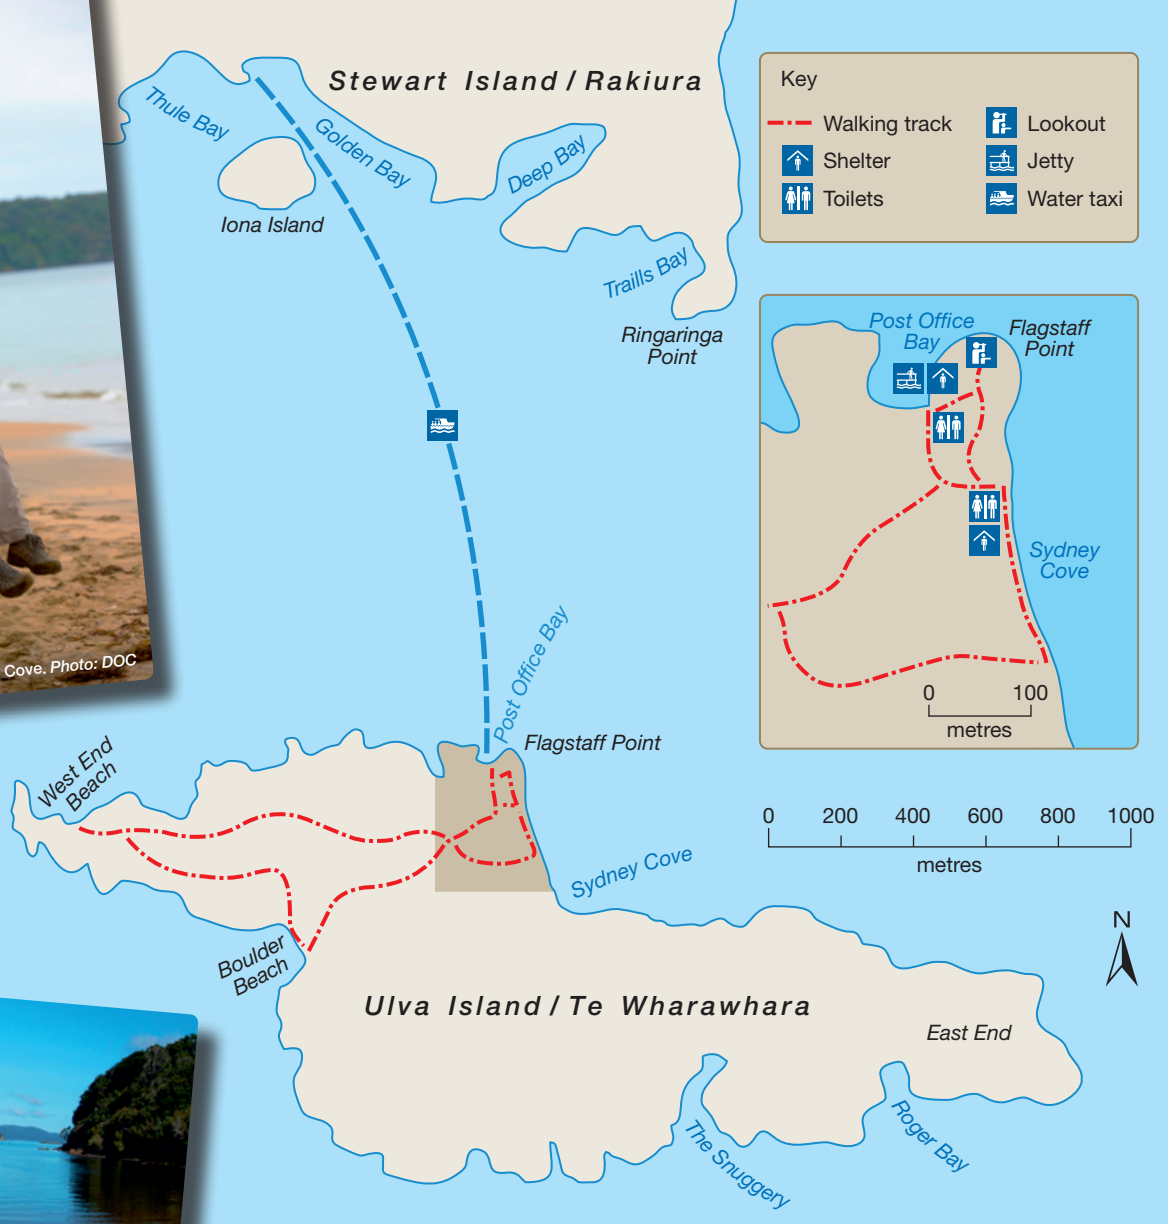 Stewart Island / Rakiura
Thule Bay
Golden Bay
Deep Bay
Iona Island
Traills Bay
Ringaringa
Point
Key
Walking track
Lookout
Shelter
Jetty
Toilets
Water taxi
Post Office
Bay
Flagstaff
Point
Sydney
Cove
0 100
metres
Cove. Photo: DOC
Post Office Bay
Flagstaff Point
West End
Beach
0 200 400 600 800 1000
metres
Sydney Cove
N
Boulder
Beach
Ulva Island / Te Wharawhara
East End
The Snuggery
Roger Bay